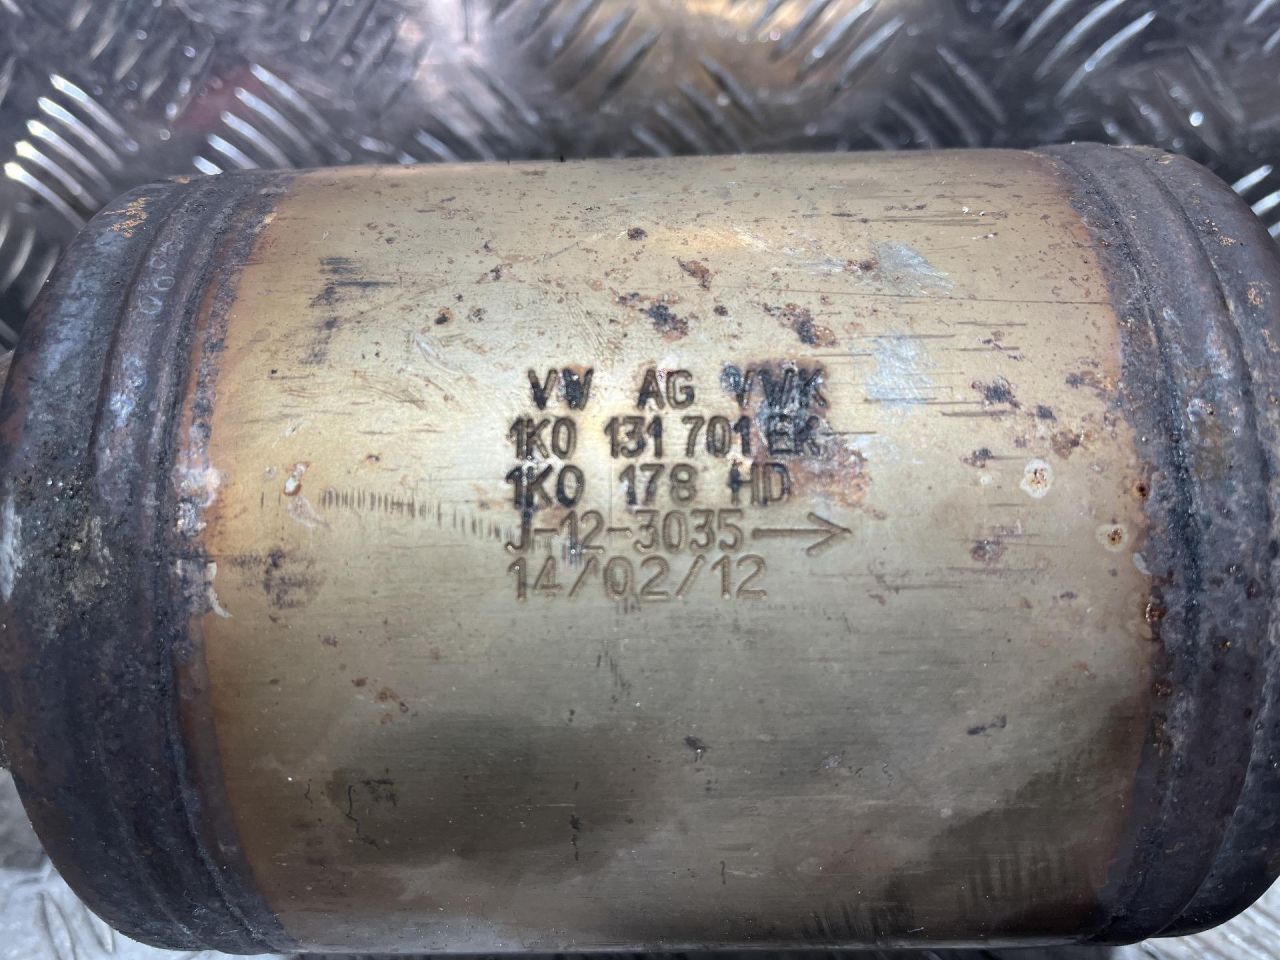 VW AG VWK
1K0 131 701 EK
1K0 178 HD
J-12-3035→
14/02/12